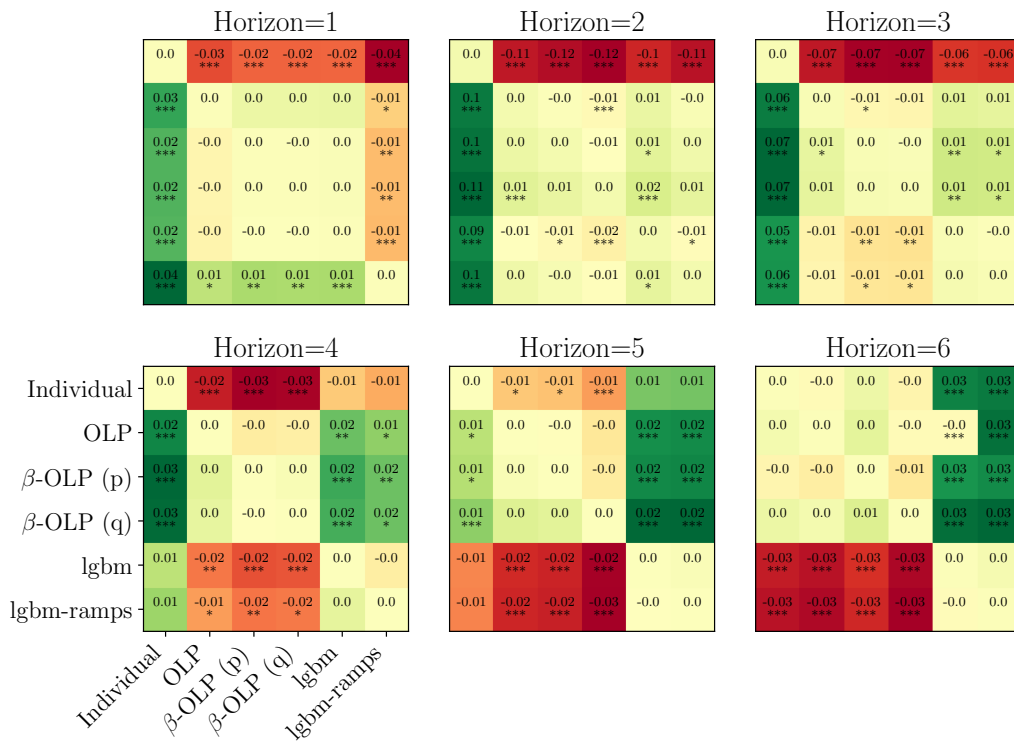 Horizon=1
0.0 -0.03 -0.02 -0.02 -0.02 -0.04
*** *** *** *** ***
0.03 0.0 0.0 0.0 0.0 -0.01
*** *
0.02 -0.0 0.0 -0.0 0.0 -0.01
*** **
0.02 -0.0 0.0 0.0 0.0 -0.01
*** **
0.02 -0.0 -0.0 -0.0 0.0 -0.01
*** ***
0.04 0.01 0.01 0.01 0.01 0.0
*** * ** ** ***
Horizon=2
0.0 -0.11 -0.12 -0.12 -0.1 -0.11
*** *** *** *** ***
0.1 0.0 -0.0 -0.01 0.01 -0.0
*** ***
0.1 0.0 0.0 -0.01 0.01 0.0
*** *
0.11 0.01 0.01 0.0 0.02 0.01
*** *** ***
0.09 -0.01 -0.01 -0.02 0.0 -0.01
*** * *** *
0.1 0.0 -0.0 -0.01 0.01 0.0
*** *
Horizon=3
0.0 -0.07 -0.07 -0.07 -0.06 -0.06
*** *** *** *** ***
0.06 0.0 -0.01 -0.01 0.01 0.01
*** *
0.07 0.01 0.0 -0.0 0.01 0.01
*** * ** *
0.07 0.01 0.0 0.0 0.01 0.01
*** ** *
0.05 -0.01 -0.01 -0.01 0.0 -0.0
*** ** **
0.06 -0.01 -0.01 -0.01 0.0 0.0
*** * *
Horizon=4
Individual 0.0 -0.02 -0.03 -0.03 -0.01 -0.01
*** *** ***
OLP 0.02 0.0 -0.0 -0.0 0.02 0.01
*** ** *
β-OLP (p) 0.03 0.0 0.0 0.0 0.02 0.02
*** *** **
β-OLP (q) 0.03 0.0 -0.0 0.0 0.02 0.02
*** *** *
lgbm 0.01 -0.02 -0.02 -0.02 0.0 -0.0
** *** ***
lgbm-ramps 0.01 -0.01 -0.02 -0.02 0.0 0.0
* ** *
Individual
OLP
β-OLP (p)
β-OLP (q)
lgbm
lgbm-ramps
Horizon=5
0.0 -0.01 -0.01 -0.01 0.01 0.01
* * ***
0.01 0.0 -0.0 -0.0 0.02 0.02
* *** ***
0.01 0.0 0.0 -0.0 0.02 0.02
* *** ***
0.01 0.0 0.0 0.0 0.02 0.02
*** *** ***
-0.01 -0.02 -0.02 -0.02 0.0 0.0
*** *** ***
-0.01 -0.02 -0.02 -0.03 -0.0 0.0
*** *** ***
Horizon=6
0.0 -0.0 0.0 -0.0 0.03 0.03
*** ***
0.0 0.0 0.0 -0.0 -0.0 0.03
*** ***
-0.0 -0.0 0.0 -0.01 0.03 0.03
*** ***
0.0 0.0 0.01 0.0 0.03 0.03
*** ***
-0.03 -0.03 -0.03 -0.03 0.0 0.0
*** *** *** ***
-0.03 -0.03 -0.03 -0.03 -0.0 0.0
*** *** *** ***